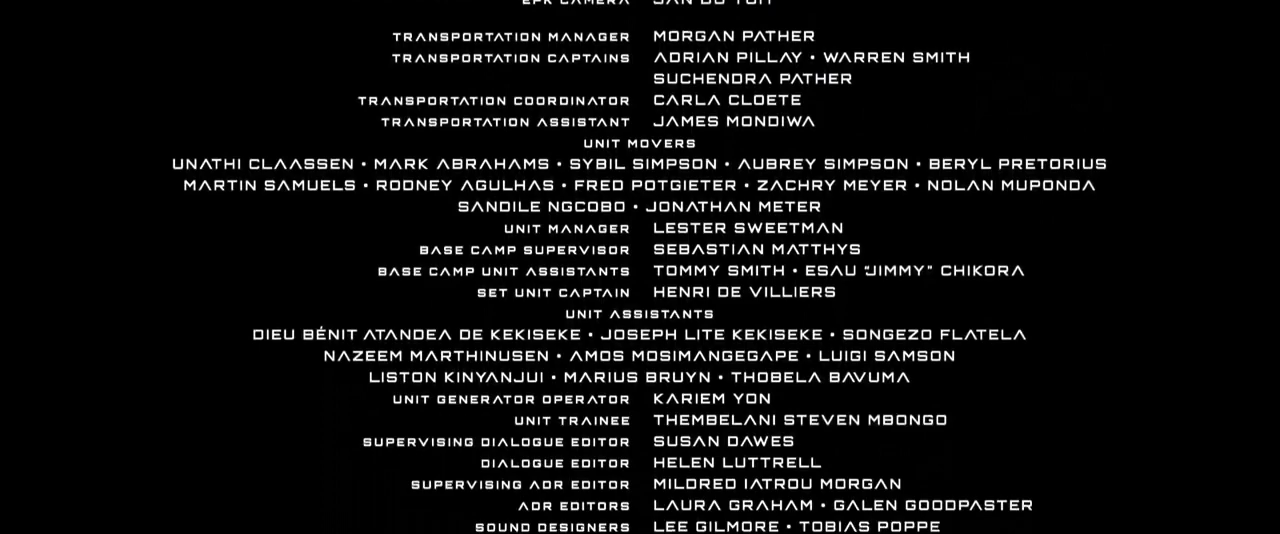 EPK CAMERA JAN DU TOIT
TRANSPORTATION MANAGER MORGAN PATHER
TRANSPORTATION CAPTAINS ADRIAN PILLAY • WARREN SMITH
SUCHENDRA PATHER
TRANSPORTATION COORDINATOR CARLA CLOETE
TRANSPORTATION ASSISTANT JAMES MONDIWA
UNIT MOVERS
UNATHI CLAASSEN • MARK ABRAHAMS • SYBIL SIMPSON • AUBREY SIMPSON • BERYL PRETORIUS
MARTIN SAMUELS • RODNEY AGULHAS • FRED POTGIETER • ZACHRY MEYER • NOLAN MUPONDA
SANDILE NGCOBO • JONATHAN METER
UNIT MANAGER LESTER SWEETMAN
BASE CAMP SUPERVISOR SEBASTIAN MATTHYS
BASE CAMP UNIT ASSISTANTS TOMMY SMITH • ESAU "JIMMY" CHIKORA
SET UNIT CAPTAIN HENRI DE VILLIERS
UNIT ASSISTANTS
DIEU BÉNIT ATANDEA DE KEKISEKE • JOSEPH LITE KEKISEKE • SONGEZO FLATELA
NAZEEM MARTHINUSEN • AMOS MOSIMANGEGAPE • LUIGI SAMSON
LISTON KINYANJUI • MARIUS BRUYN • THOBELA BAVUMA
UNIT GENERATOR OPERATOR KARIEM YON
UNIT TRAINEE THEMBELANI STEVEN MBONGO
SUPERVISING DIALOGUE EDITOR SUSAN DAWES
DIALOGUE EDITOR HELEN LUTTRELL
SUPERVISING ADR EDITOR MILDRED IATROU MORGAN
ADR EDITORS LAURA GRAHAM • GALEN GOODPASTER
SOUND DESIGNERS LEE GILMORE • TOBIAS POPPE